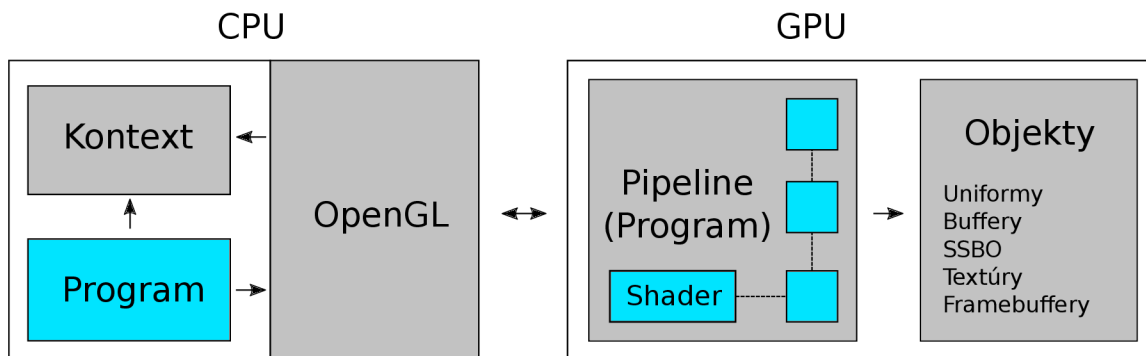 CPU
GPU
Kontext
Program
OpenGL
Pipeline
(Program)
Shader
Objekty
Uniformy
Buffery
SSBO
Textúry
Framebuffery